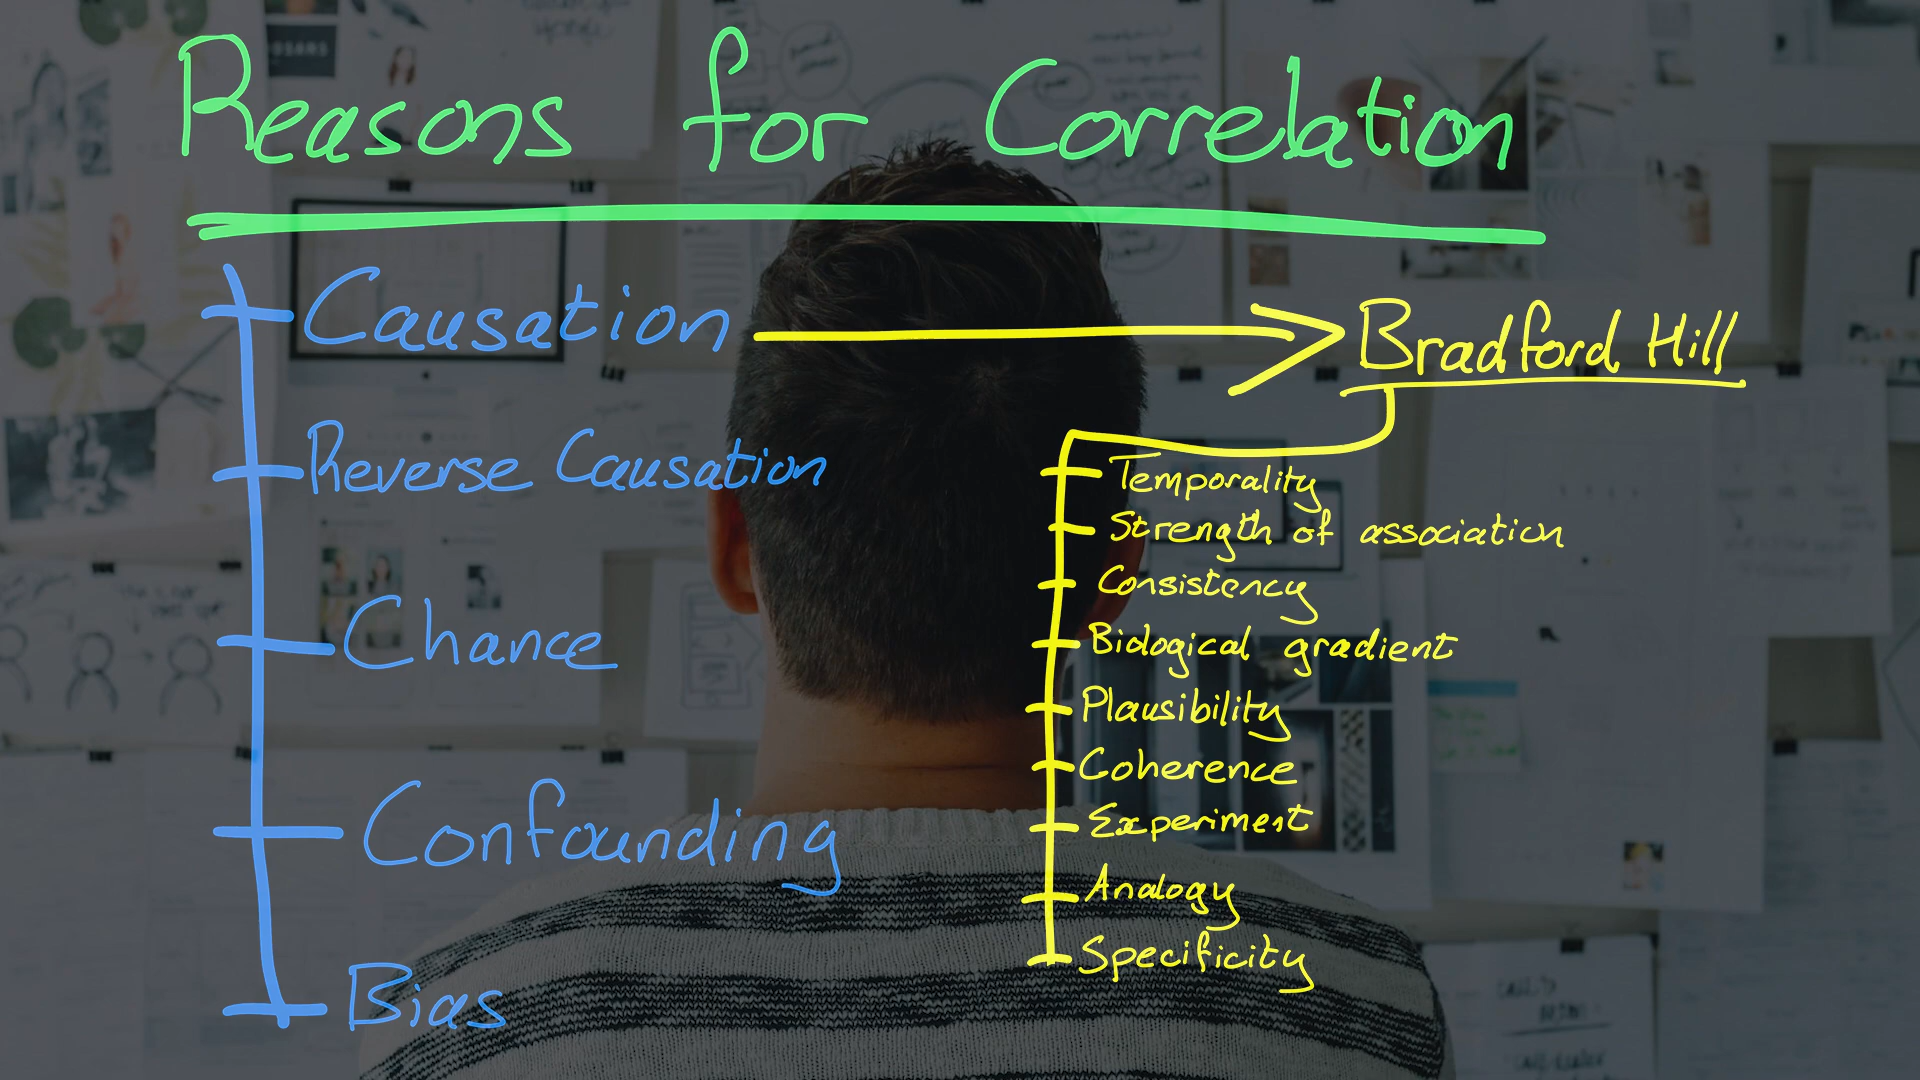 Reasons for Correlation
Causation
Reverse Causation
Chance
Confounding
Bias
Bradford Hill
Temporality
Strength of association
Consistency
Biological gradient
Plausibility
Coherence
Experiment
Analogy
Specificity